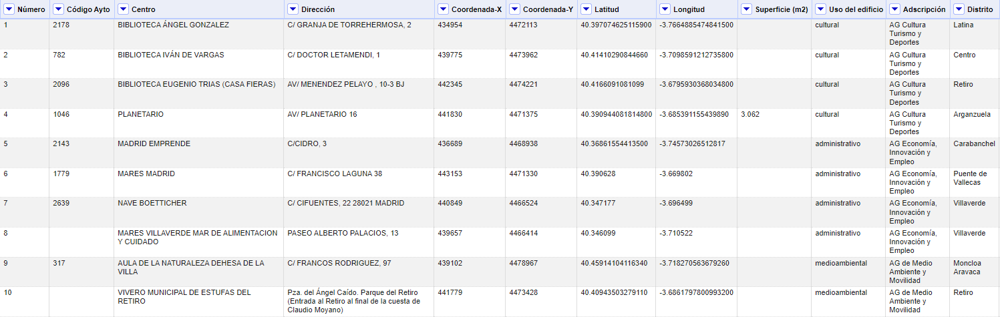 Número Código Ayto Centro Dirección Coordenada-X Coordenada-Y Latitud Longitud Superficie (m2) Uso del edificio Adscripción Distrito
1 2178 BIBLIOTECA ÁNGEL GONZALEZ C/ GRANJA DE TORREHERMOSA, 2 434954 4472113 40.397074625115900 -3.7664885474841500 cultural AG Cultura Latina
Turismo y
Deportes
2 782 BIBLIOTECA IVÁN DE VARGAS C/ DOCTOR LETAMENDI, 1 439775 4473962 40.41410290844660 -3.7098591212735800 cultural AG Cultura Centro
Turismo y
Deportes
3 2096 BIBLIOTECA EUGENIO TRIAS (CASA FIERAS) AV/ MENENDEZ PELAYO , 10-3 BJ 442345 4474221 40.4166091081099 -3.6795930368034800 cultural AG Cultura Retiro
Turismo y
Deportes
4 1046 PLANETARIO AV/ PLANETARIO 16 441830 4471375 40.390944081814800 -3.685391155439890 3.062 cultural AG Cultura Arganzuela
Turismo y
Deportes
5 2143 MADRID EMPRENDE C/CIDRO, 3 436689 4468938 40.36861554413500 -3.74573026512817 administrativo AG Economía, Carabanchel
Innovación y
Empleo
6 1779 MARES MADRID C/ FRANCISCO LAGUNA 38 443153 4471330 40.390628 -3.669802 administrativo AG Economía, Puente de
Innovación y Vallecas
Empleo
7 2639 NAVE BOETTICHER C/ CIFUENTES, 22 28021 MADRID 440849 4466524 40.347177 -3.696499 administrativo AG Economía, Villaverde
Innovación y
Empleo
8 MARES VILLAVERDE MAR DE ALIMENTACION PASEO ALBERTO PALACIOS, 13 439657 4466414 40.346099 -3.710522 administrativo AG Economía, Villaverde
Y CUIDADO Innovación y
Empleo
9 317 AULA DE LA NATURALEZA DEHESA DE LA C/ FRANCOS RODRIGUEZ, 97 439102 4478967 40.45914104116340 -3.718270563679260 medioambiental AG de Medio Moncloa
VILLA Ambiente y Aravaca
Movilidad
10 VIVERO MUNICIPAL DE ESTUFAS DEL Pza. del Ángel Caído. Parque del Retiro 441779 4473428 40.40943503279110 -3.6861797800993200 medioambiental AG de Medio Retiro
RETIRO (Entrada al Retiro al final de la cuesta de Ambiente y
Claudio Moyano) Movilidad